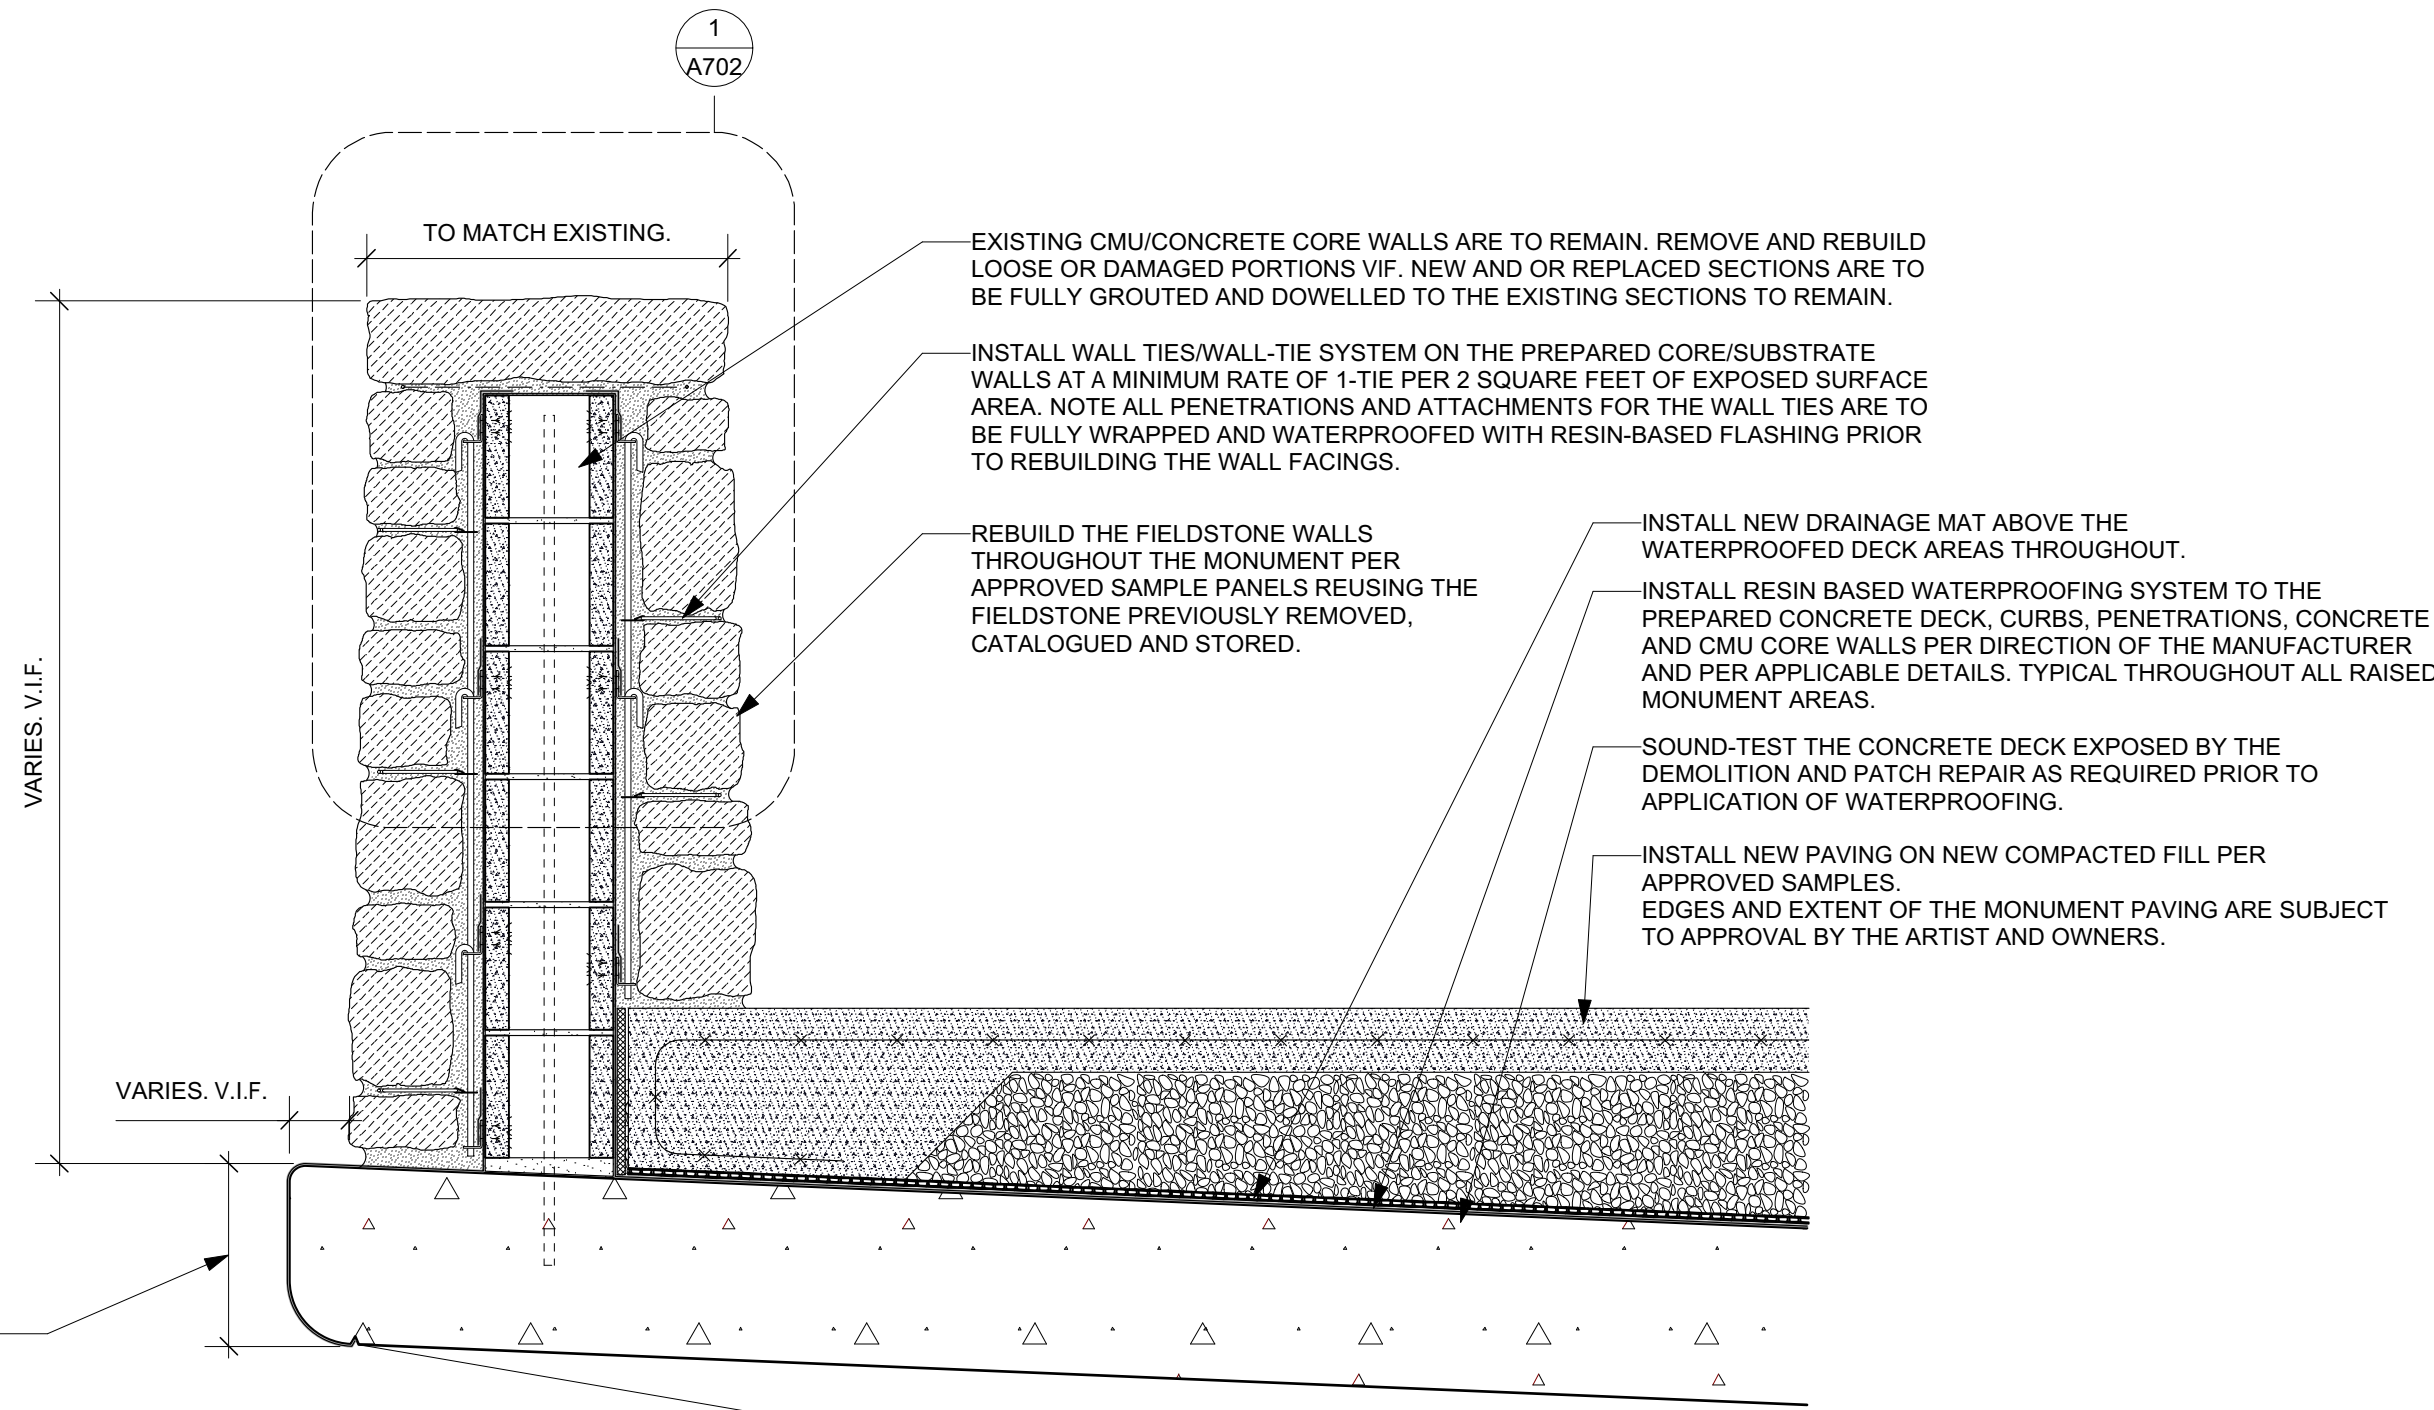 1
A702
TO MATCH EXISTING.
EXISTING CMU/CONCRETE CORE WALLS ARE TO REMAIN. REMOVE AND REBUILD
LOOSE OR DAMAGED PORTIONS VIF. NEW AND OR REPLACED SECTIONS ARE TO
BE FULLY GROUTED AND DOWELLED TO THE EXISTING SECTIONS TO REMAIN.
INSTALL WALL TIES/WALL-TIE SYSTEM ON THE PREPARED CORE/SUBSTRATE
WALLS AT A MINIMUM RATE OF 1-TIE PER 2 SQUARE FEET OF EXPOSED SURFACE
AREA. NOTE ALL PENETRATIONS AND ATTACHMENTS FOR THE WALL TIES ARE TO
BE FULLY WRAPPED AND WATERPROOFED WITH RESIN-BASED FLASHING PRIOR
TO REBUILDING THE WALL FACINGS.
REBUILD THE FIELDSTONE WALLS
THROUGHOUT THE MONUMENT PER
APPROVED SAMPLE PANELS REUSING THE
FIELDSTONE PREVIOUSLY REMOVED,
CATALOGUED AND STORED.
INSTALL NEW DRAINAGE MAT ABOVE THE
WATERPROOFED DECK AREAS THROUGHOUT.
INSTALL RESIN BASED WATERPROOFING SYSTEM TO THE
PREPARED CONCRETE DECK, CURBS, PENETRATIONS, CONCRETE
AND CMU CORE WALLS PER DIRECTION OF THE MANUFACTURER
AND PER APPLICABLE DETAILS. TYPICAL THROUGHOUT ALL RAISED
MONUMENT AREAS.
SOUND-TEST THE CONCRETE DECK EXPOSED BY THE
DEMOLITION AND PATCH REPAIR AS REQUIRED PRIOR TO
APPLICATION OF WATERPROOFING.
INSTALL NEW PAVING ON NEW COMPACTED FILL PER
APPROVED SAMPLES.
EDGES AND EXTENT OF THE MONUMENT PAVING ARE SUBJECT
TO APPROVAL BY THE ARTIST AND OWNERS.
VARIES. V.I.F.
VARIES. V.I.F.